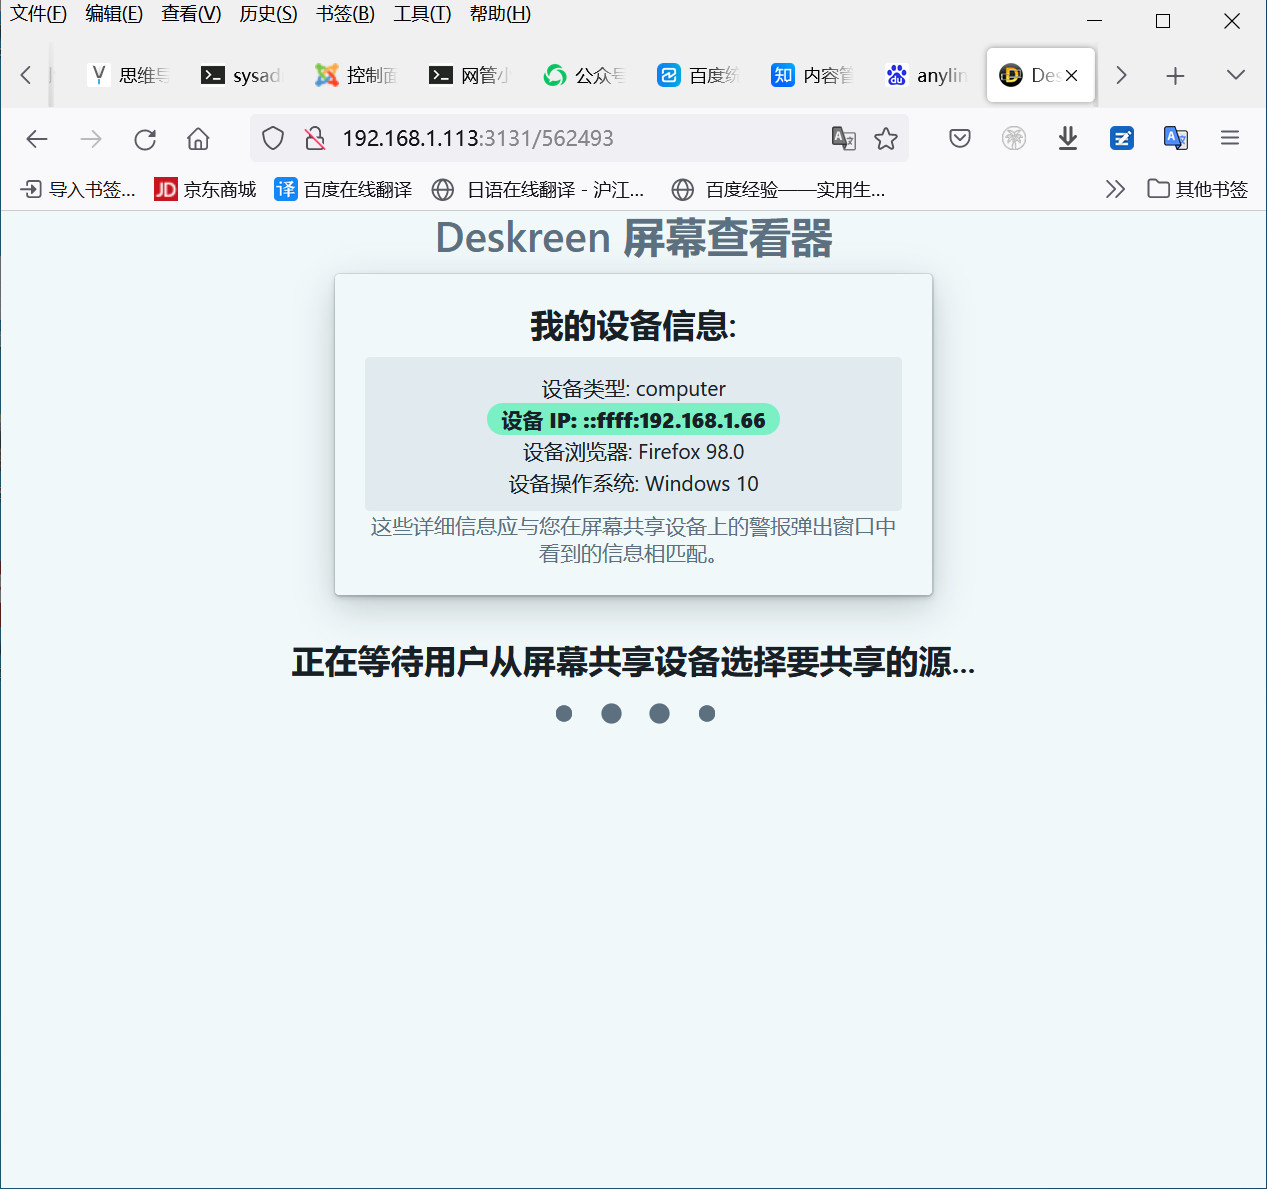 文件(F) 编辑(E) 查看(V) 历史(S) 书签(B) 工具(T) 帮助(H)
思维导 sysad 控制面 网管小 公众号 百度统 内容管 anylin Des
192.168.1.113:3131/562493
导入书签... 京东商城 百度在线翻译 日语在线翻译 - 沪江... 百度经验——实用生... 其他书签
Deskreen 屏幕查看器
我的设备信息:
设备类型: computer
设备 IP: ::ffff:192.168.1.66
设备浏览器: Firefox 98.0
设备操作系统: Windows 10
这些详细信息应与您在屏幕共享设备上的警报弹出窗口中
看到的信息相匹配。
正在等待用户从屏幕共享设备选择要共享的源...